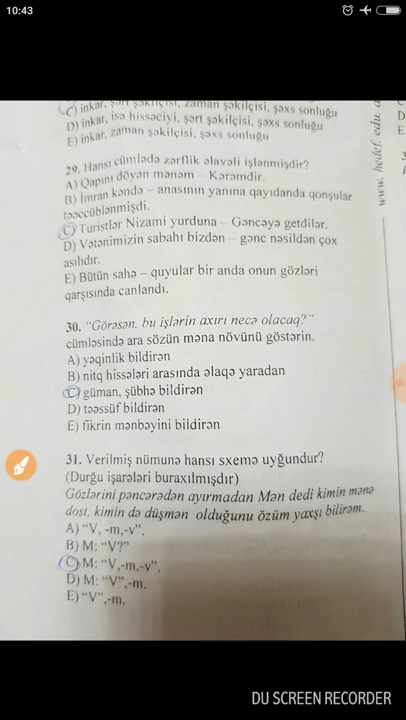 10:43
C) inkar, şərt şəkilçisi, zaman şəkilçisi, şəxs sonluğu
D) inkar, isə hissəciyi, şərt şəkilçisi, şəxs sonluğu
E) inkar, zaman şəkilçisi, şəxs sonluğu
www. hedef. edu. a
D
E
29. Hansı cümlədə zərflik əlavəli işlənmişdir?
A) Qapını döyən mənəm – Kərəmdir.
B) İmran kəndə – anasının yanına qayıdanda qonşular
təəccüblənmişdi.
C) Turistlər Nizami yurduna – Gəncəyə getdilər.
D) Vətənimizin sabahı bizdən – gənc nəsildən çox
asılıdır.
E) Bütün sahə – quyular bir anda onun gözləri
qarşısında canlandı.
30. "Görəsən, bu işlərin axırı necə olacaq?"
cümləsində ara sözün məna növünü göstərin.
A) yəqinlik bildirən
B) nitq hissələri arasında əlaqə yaradan
C) güman, şübhə bildirən
D) təəssüf bildirən
E) fikrin mənbəyini bildirən
31. Verilmiş nümunə hansı sxemə uyğundur?
(Durğu işarələri buraxılmışdır)
Gözlərini pəncərədən ayırmadan Mən dedi kimin mənə
dost, kimin də düşmən olduğunu özüm yaxşı bilirəm.
A) "V, -m,-v".
B) M: "V?"
C) M: "V,-m,-v".
D) M: "V",-m.
E) "V",-m.
DU SCREEN RECORDER